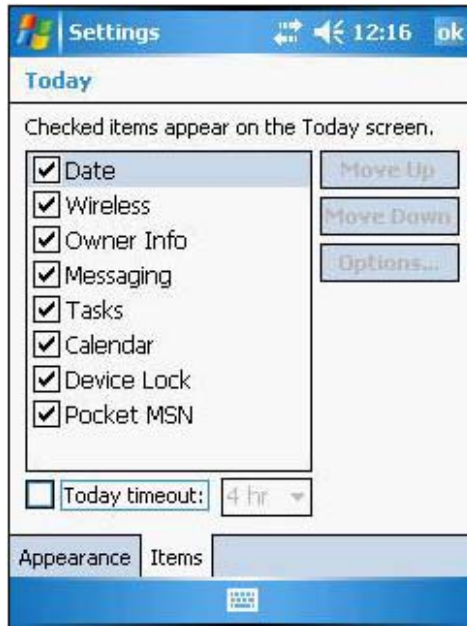 Settings 12:16 ok
Today
Checked items appear on the Today screen.
Date
Wireless
Owner Info
Messaging
Tasks
Calendar
Device Lock
Pocket MSN
Move Up
Move Down
Options...
Today timeout: 4 hr
Appearance Items